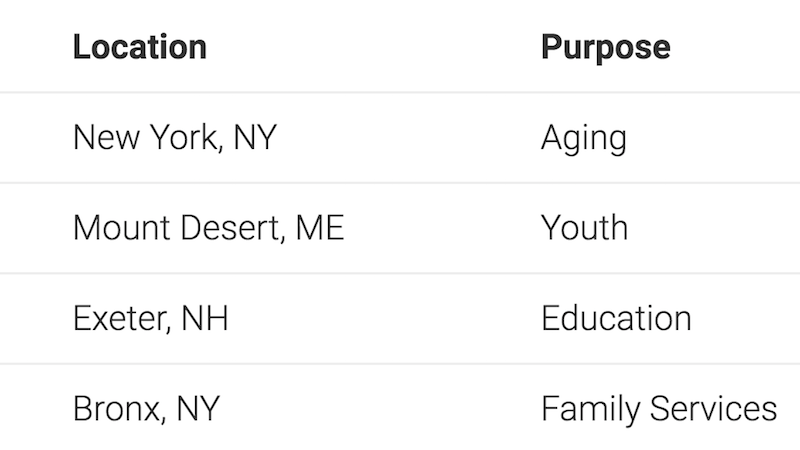 Location Purpose
New York, NY Aging
Mount Desert, ME Youth
Exeter, NH Education
Bronx, NY Family Services